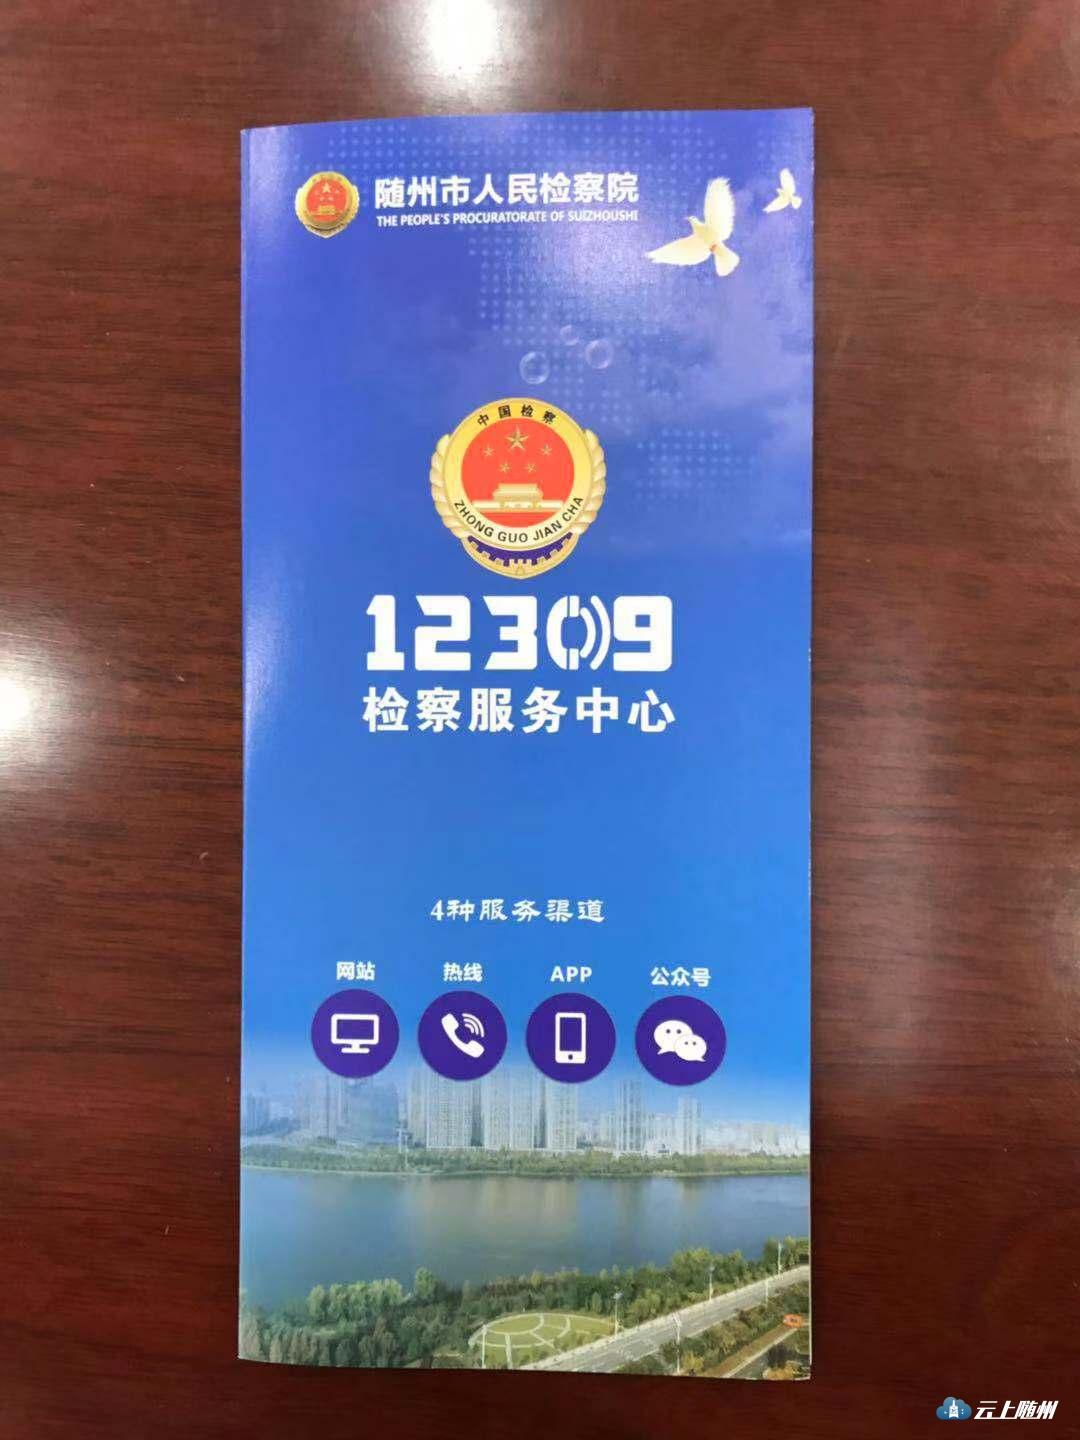 随州市人民检察院
THE PEOPLE'S PROCURATORATE OF SUIZHOUSHI
中国检察
ZHONG GUO JIAN CHA
12309
检察服务中心
4种服务渠道
网站 热线 APP 公众号
云上随州